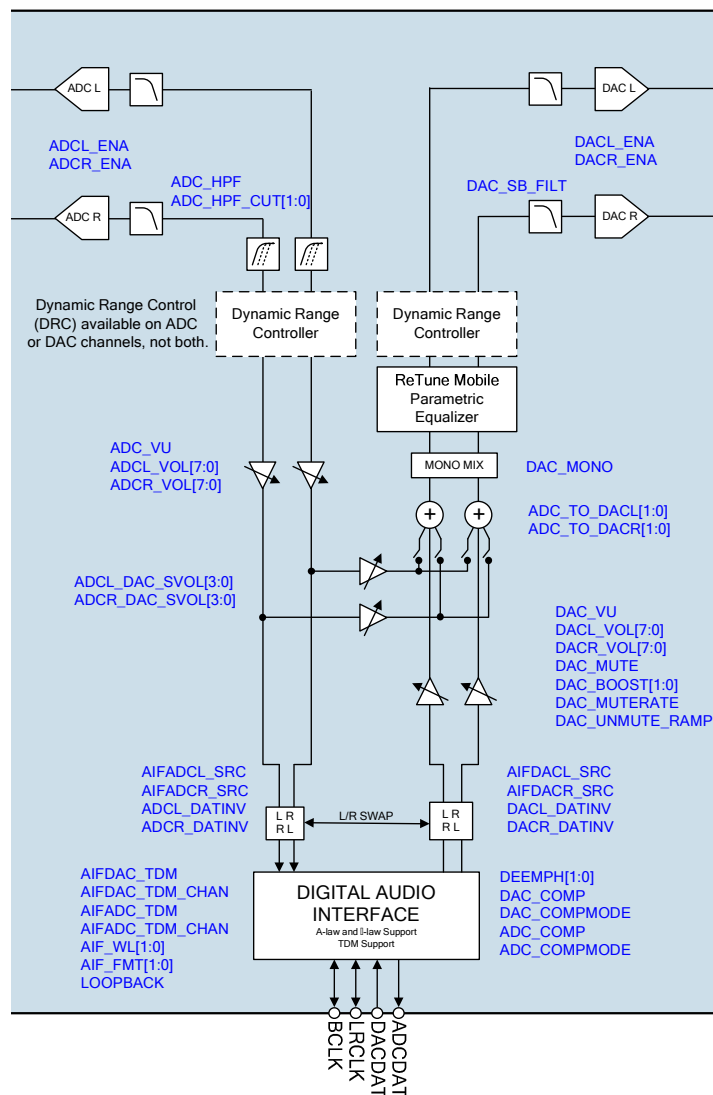 ADC L
DAC L
ADCL_ENA
ADCR_ENA
DACL_ENA
DACR_ENA
ADC_HPF
ADC_HPF_CUT[1:0]
DAC_SB_FILT
ADC R
DAC R
Dynamic Range Control
(DRC) available on ADC
or DAC channels, not both.
Dynamic Range
Controller
Dynamic Range
Controller
ReTune Mobile
Parametric
Equalizer
ADC_VU
ADCL_VOL[7:0]
ADCR_VOL[7:0]
MONO MIX
DAC_MONO
+
+
ADC_TO_DACL[1:0]
ADC_TO_DACR[1:0]
ADCL_DAC_SVOL[3:0]
ADCR_DAC_SVOL[3:0]
DAC_VU
DACL_VOL[7:0]
DACR_VOL[7:0]
DAC_MUTE
DAC_BOOST[1:0]
DAC_MUTERATE
DAC_UNMUTE_RAMP
AIFADCL_SRC
AIFADCR_SRC
ADCL_DATINV
ADCR_DATINV
L R
R L
L/R SWAP
L R
R L
AIFDACL_SRC
AIFDACR_SRC
DACL_DATINV
DACR_DATINV
AIFDAC_TDM
AIFDAC_TDM_CHAN
AIFADC_TDM
AIFADC_TDM_CHAN
AIF_WL[1:0]
AIF_FMT[1:0]
LOOPBACK
DIGITAL AUDIO
INTERFACE
A-law and -law Support
TDM Support
DEEMPH[1:0]
DAC_COMP
DAC_COMPMODE
ADC_COMP
ADC_COMPMODE
BCLK
LRCLK
DACDAT
ADCDAT